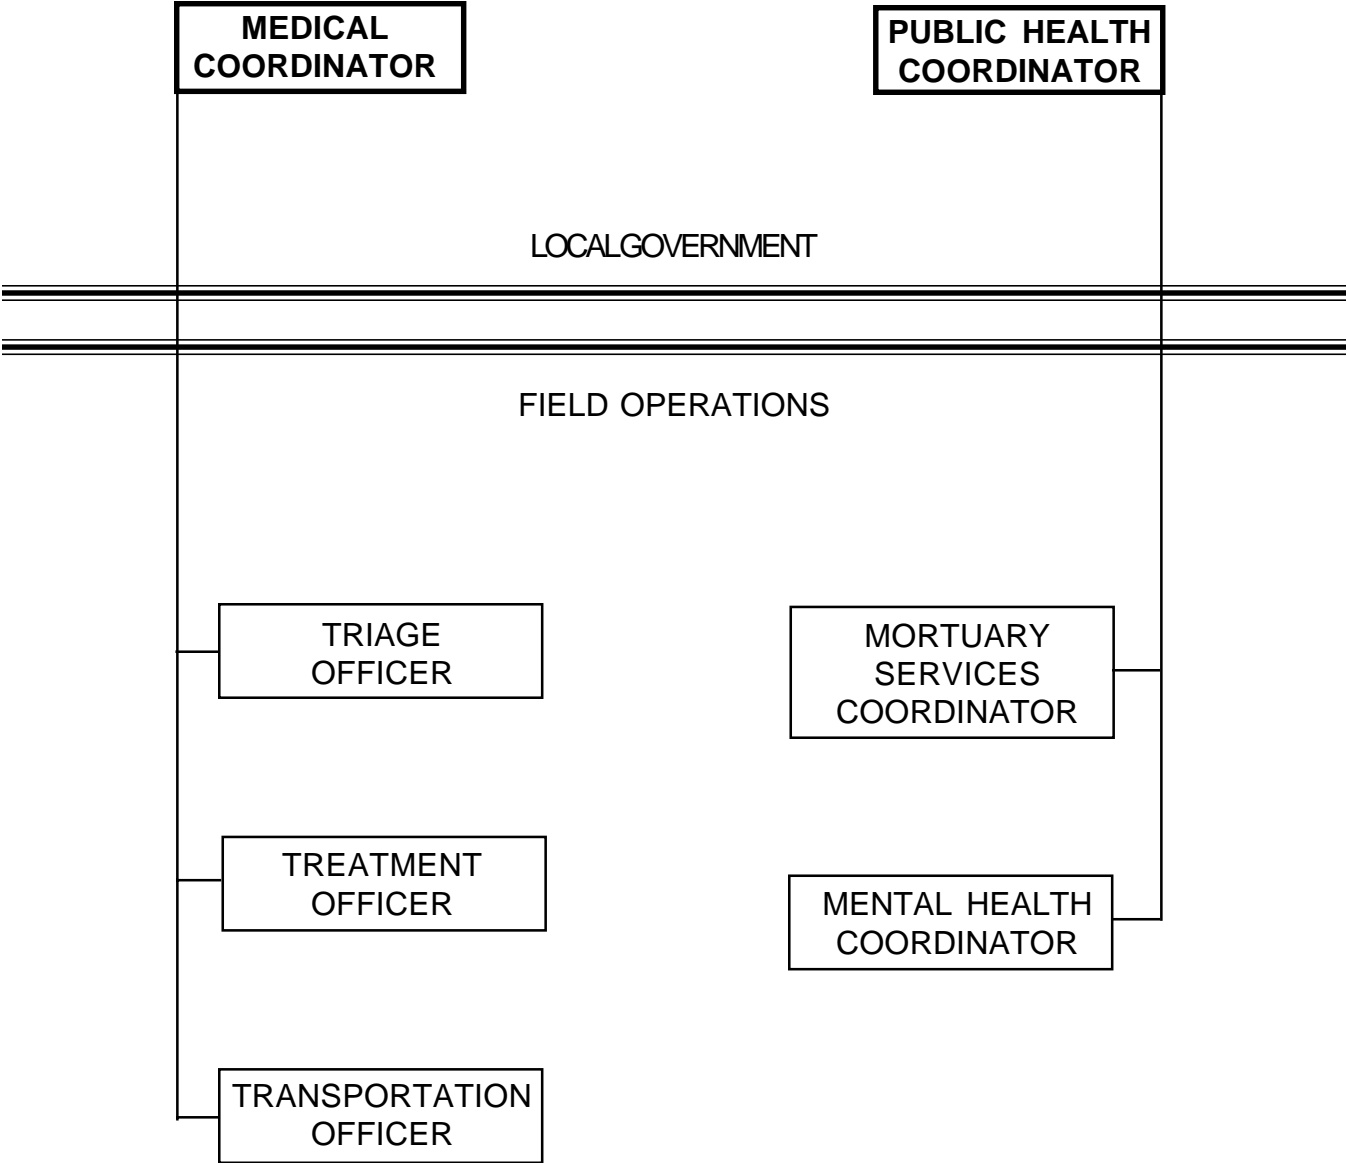 MEDICAL
COORDINATOR
PUBLIC HEALTH
COORDINATOR
LOCALGOVERNMENT
FIELD OPERATIONS
TRIAGE
OFFICER
MORTUARY
SERVICES
COORDINATOR
TREATMENT
OFFICER
MENTAL HEALTH
COORDINATOR
TRANSPORTATION
OFFICER